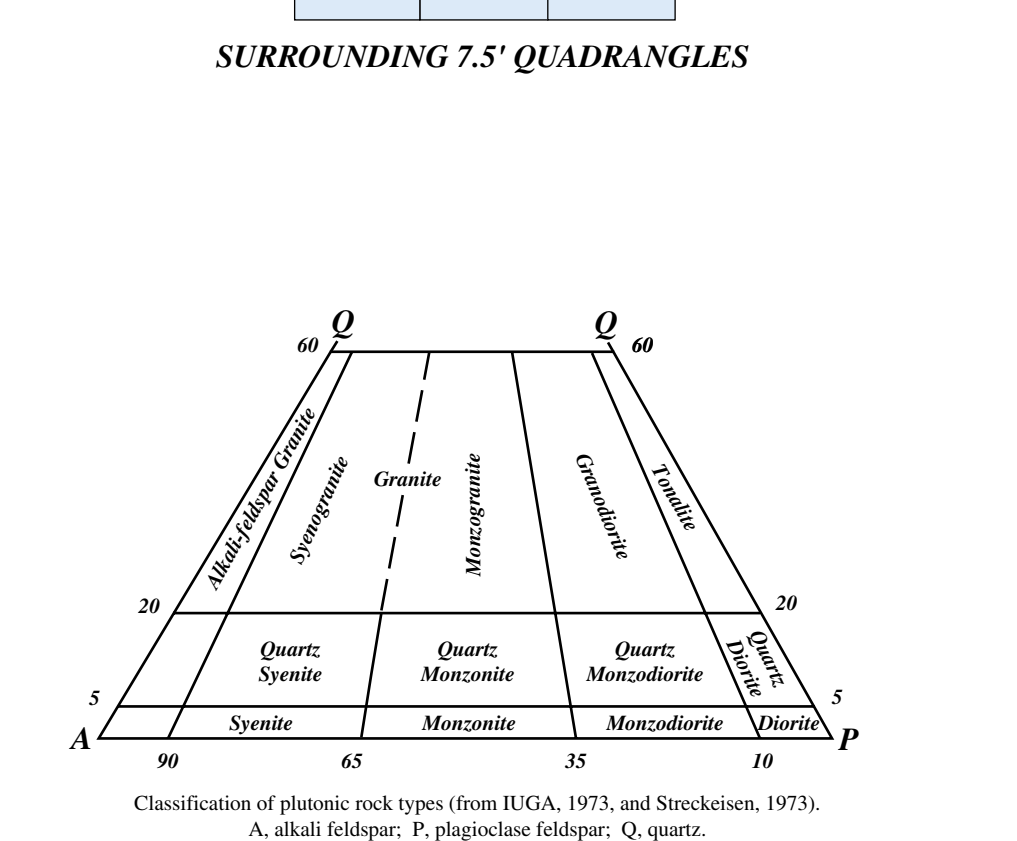 SURROUNDING 7.5' QUADRANGLES
Q
Q
60
60
Alkali-feldspar Granite
Syenogranite
Granite
Monzogranite
Granodiorite
Tonalite
20
20
Quartz
Syenite
Quartz
Monzonite
Quartz
Monzodiorite
Quartz
Diorite
5
5
A
Syenite
Monzonite
Monzodiorite
Diorite
P
90
65
35
10
Classification of plutonic rock types (from IUGA, 1973, and Streckeisen, 1973).
A, alkali feldspar; P, plagioclase feldspar; Q, quartz.